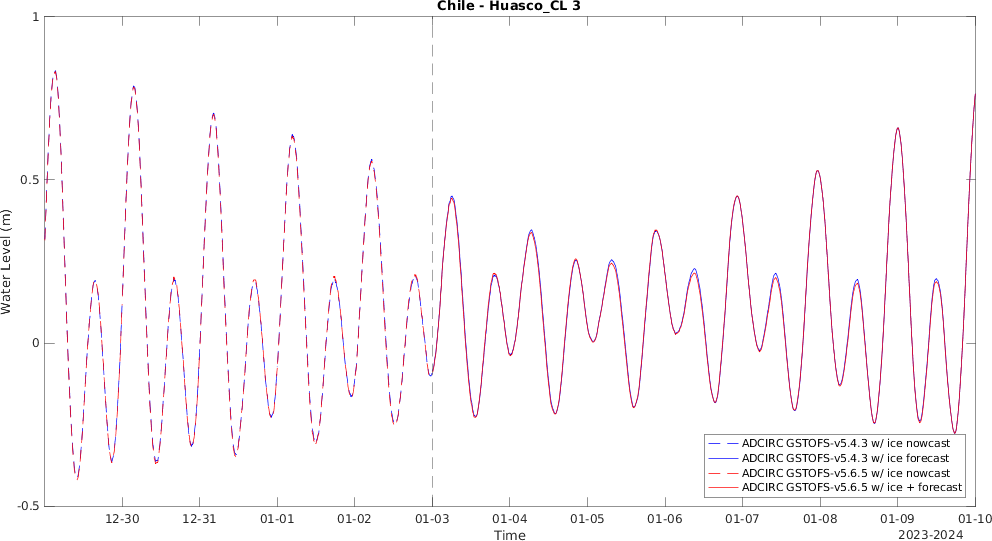 Chile - Huasco_CL 3
1
0.5
0
-0.5
Water Level (m)
12-30
12-31
01-01
01-02
01-03
01-04
01-05
01-06
01-07
01-08
01-09
01-10
Time
2023-2024
ADCIRC GSTOFS-v5.4.3 w/ ice nowcast
ADCIRC GSTOFS-v5.4.3 w/ ice forecast
ADCIRC GSTOFS-v5.6.5 w/ ice nowcast
ADCIRC GSTOFS-v5.6.5 w/ ice + forecast